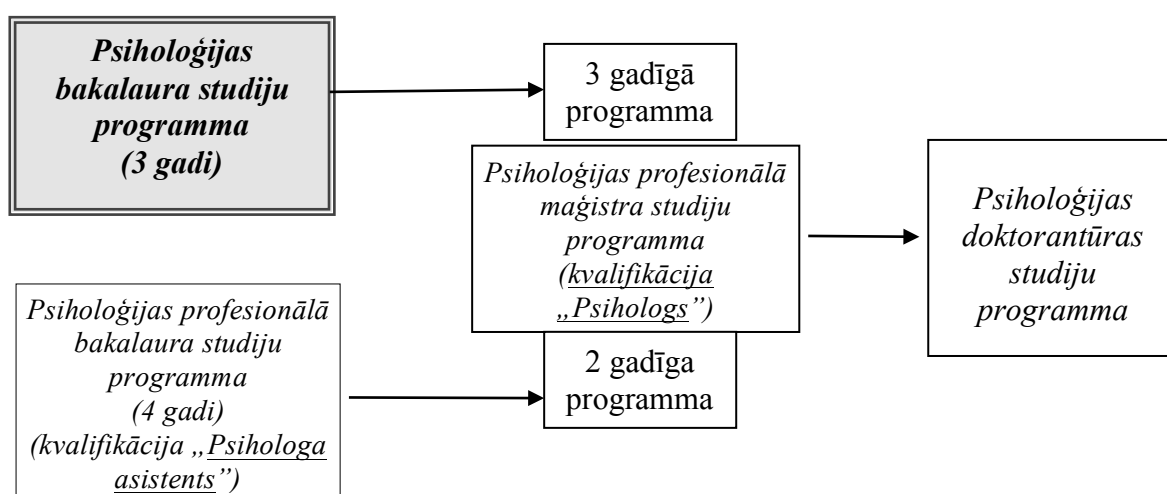 Psiholoģijas
bakalaura studiju
programma
(3 gadi)
3 gadīgā
programma
Psiholoģijas profesionālā
maģistra studiju
programma
(kvalifikācija
„Psihologs”)
2 gadīga
programma
Psiholoģijas profesionālā
bakalaura studiju
programma
(4 gadi)
(kvalifikācija „Psihologa
asistents”)
Psiholoģijas
doktorantūras
studiju
programma